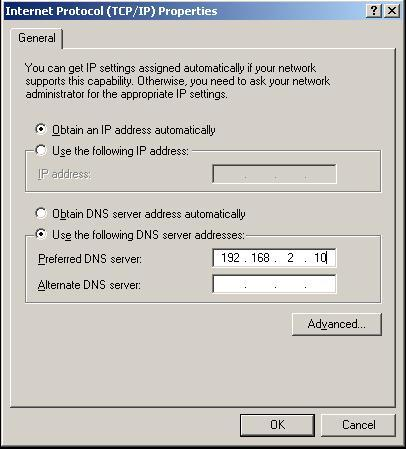 Internet Protocol (TCP/IP) Properties
General
You can get IP settings assigned automatically if your network
supports this capability. Otherwise, you need to ask your network
administrator for the appropriate IP settings.
Obtain an IP address automatically
Use the following IP address:
IP address:
Obtain DNS server address automatically
Use the following DNS server addresses:
Preferred DNS server: 192 . 168 . 2 . 10
Alternate DNS server: . . .
Advanced...
OK Cancel